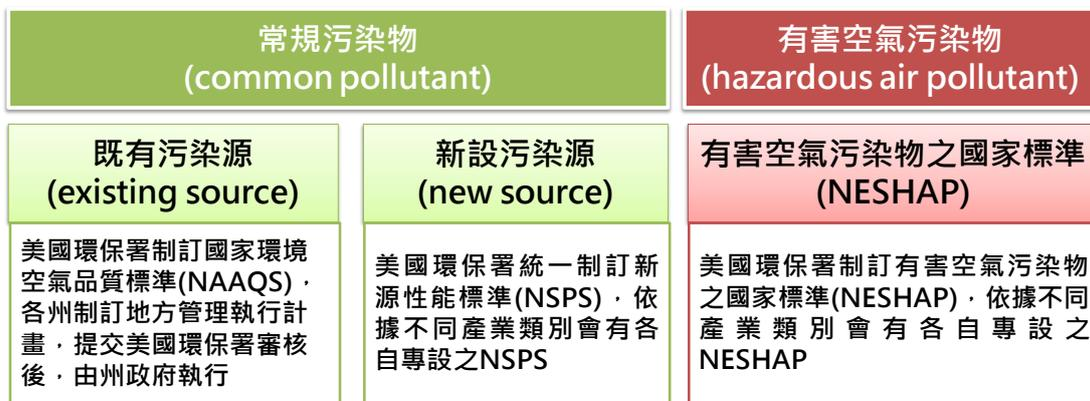 常規污染物
(common pollutant)
有害空氣污染物
(hazardous air pollutant)
既有污染源
(existing source)
新設污染源
(new source)
有害空氣污染物之國家標準
(NESHAP)
美國環保署制訂國家環境
空氣品質標準(NAAQS)，
各州制訂地方管理執行計
畫，提交美國環保署審核
後，由州政府執行
美國環保署統一制訂新
源性能標準(NSPS)，依
據不同產業類別會有各
自專設之NSPS
美國環保署制訂有害空氣污染物
之國家標準(NESHAP)，依據不同
產業類別會有各自專設之
NESHAP